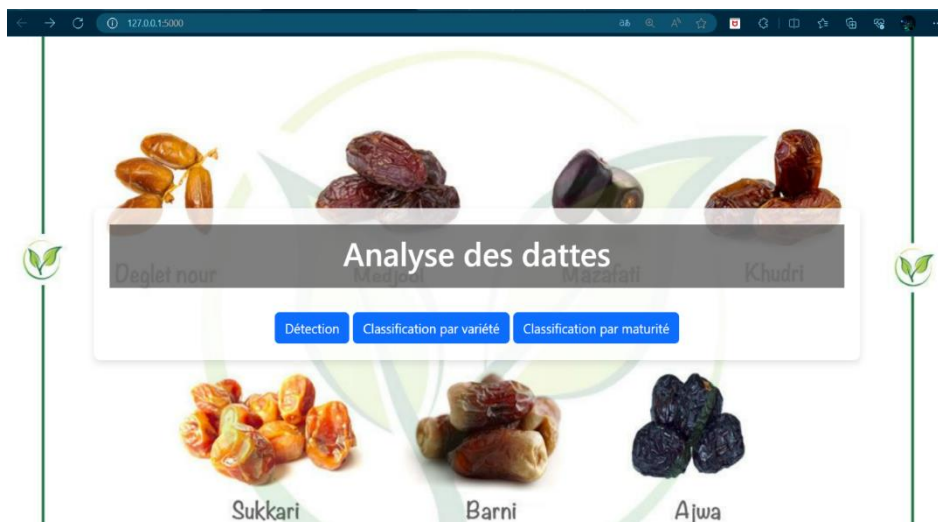 127.0.0.1:5000
Analyse des dattes
Deglet nour Medjool Mazafati Khudri
Détection Classification par variété Classification par maturité
Sukkari Barni Ajwa